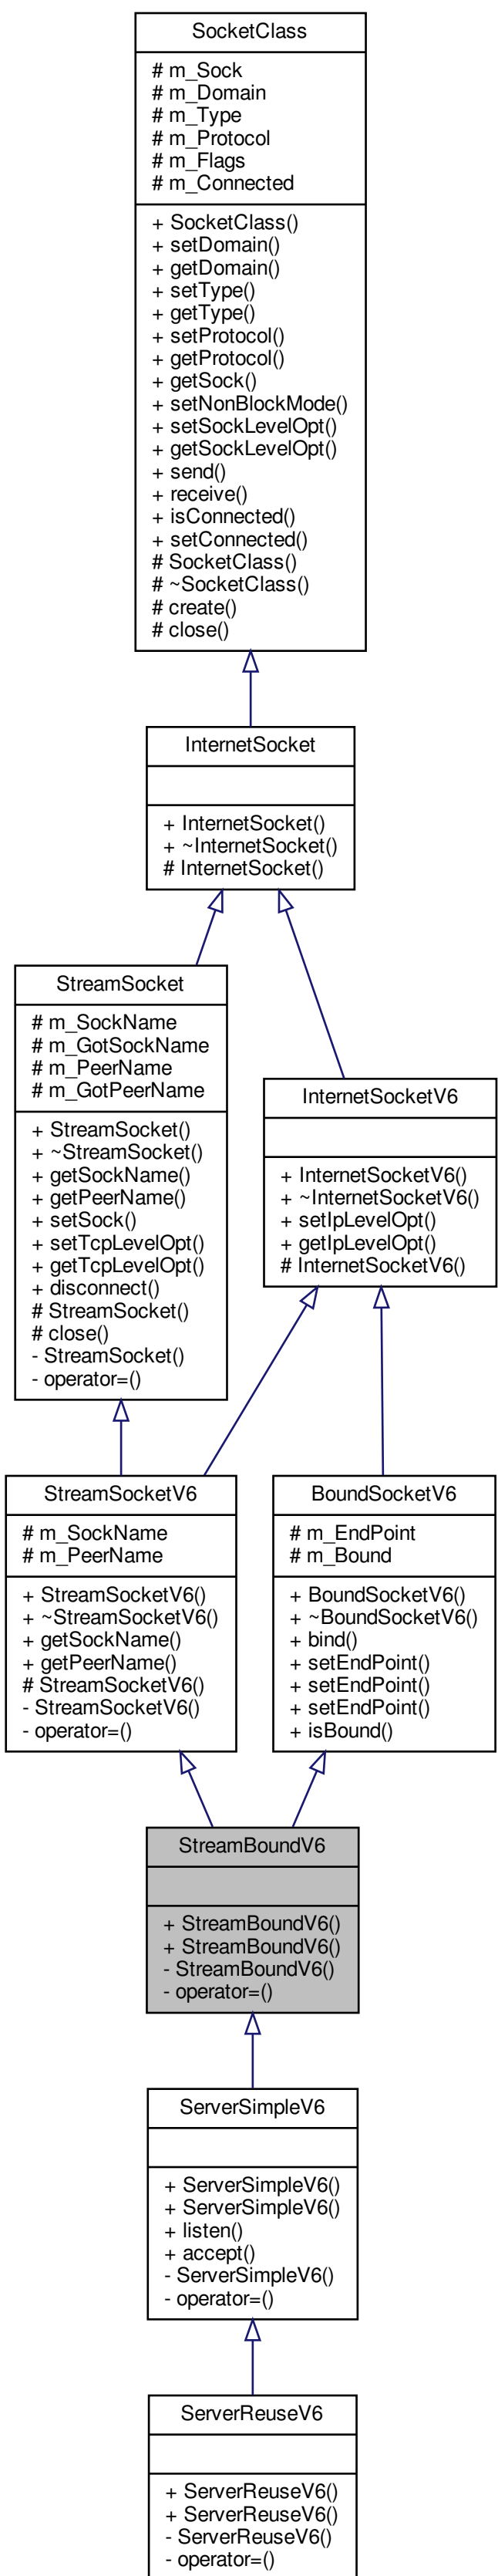 SocketClass
# m_Sock
# m_Domain
# m_Type
# m_Protocol
# m_Flags
# m_Connected
+ SocketClass()
+ setDomain()
+ getDomain()
+ setType()
+ getType()
+ setProtocol()
+ getProtocol()
+ getSock()
+ setNonBlockMode()
+ setSockLevelOpt()
+ getSockLevelOpt()
+ send()
+ receive()
+ isConnected()
+ setConnected()
# SocketClass()
# ~SocketClass()
# create()
# close()
InternetSocket
+ InternetSocket()
+ ~InternetSocket()
# InternetSocket()
StreamSocket
# m_SockName
# m_GotSockName
# m_PeerName
# m_GotPeerName
+ StreamSocket()
+ ~StreamSocket()
+ getSockName()
+ getPeerName()
+ setSock()
+ setTcpLevelOpt()
+ getTcpLevelOpt()
+ disconnect()
# StreamSocket()
# close()
- StreamSocket()
- operator=()
InternetSocketV6
+ InternetSocketV6()
+ ~InternetSocketV6()
+ setIpLevelOpt()
+ getIpLevelOpt()
# InternetSocketV6()
StreamSocketV6
# m_SockName
# m_PeerName
+ StreamSocketV6()
+ ~StreamSocketV6()
+ getSockName()
+ getPeerName()
# StreamSocketV6()
- StreamSocketV6()
- operator=()
BoundSocketV6
# m_EndPoint
# m_Bound
+ BoundSocketV6()
+ ~BoundSocketV6()
+ bind()
+ setEndPoint()
+ setEndPoint()
+ setEndPoint()
+ isBound()
StreamBoundV6
+ StreamBoundV6()
+ StreamBoundV6()
- StreamBoundV6()
- operator=()
ServerSimpleV6
+ ServerSimpleV6()
+ ServerSimpleV6()
+ listen()
+ accept()
- ServerSimpleV6()
- operator=()
ServerReuseV6
+ ServerReuseV6()
+ ServerReuseV6()
- ServerReuseV6()
- operator=()